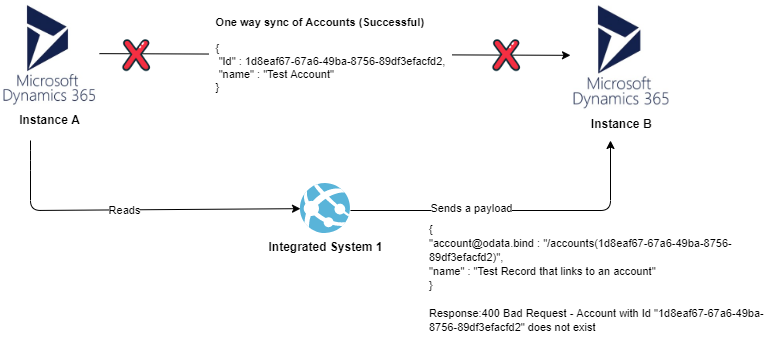 One way sync of Accounts (Successful)
{
"Id" : 1d8eaf67-67a6-49ba-8756-89df3efacfd2,
"name" : "Test Account"
}
Microsoft
Dynamics 365
Instance A
Microsoft
Dynamics 365
Instance B
Reads
Integrated System 1
Sends a payload
{
"account@odata.bind : "/accounts(1d8eaf67-67a6-49ba-8756-
89df3efacfd2)",
"name" : "Test Record that links to an account"
}
Response:400 Bad Request - Account with Id "1d8eaf67-67a6-49ba-
8756-89df3efacfd2" does not exist